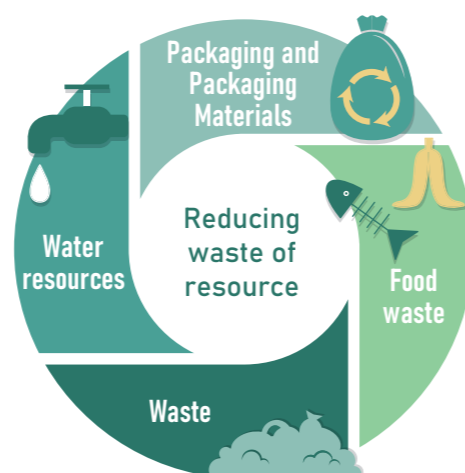 Packaging and
Packaging
Materials
Reducing
waste of
resource
Water
resources
Food
waste
Waste